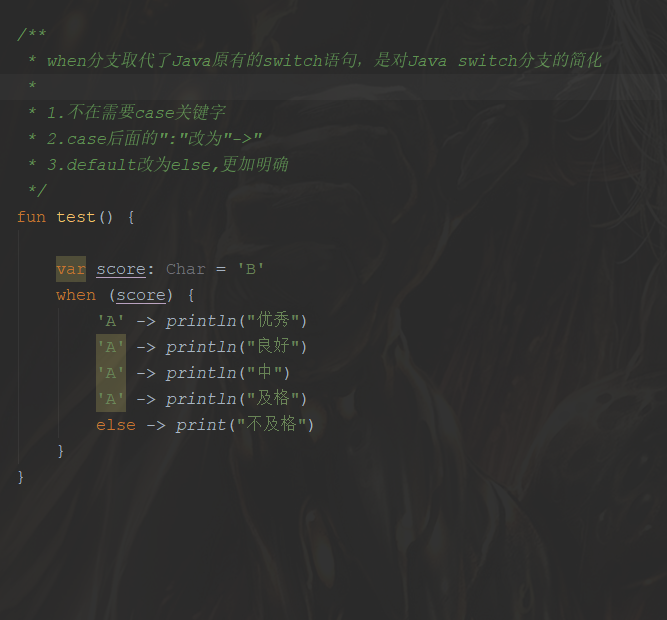 /**
 * when分支取代了Java原有的switch语句，是对Java switch分支的简化
 *
 * 1.不在需要case关键字
 * 2.case后面的":"改为"->"
 * 3.default改为else,更加明确
 */
fun test() {
    var score: Char = 'B'
    when (score) {
        'A' -> println("优秀")
        'A' -> println("良好")
        'A' -> println("中")
        'A' -> println("及格")
        else -> print("不及格")
    }
}